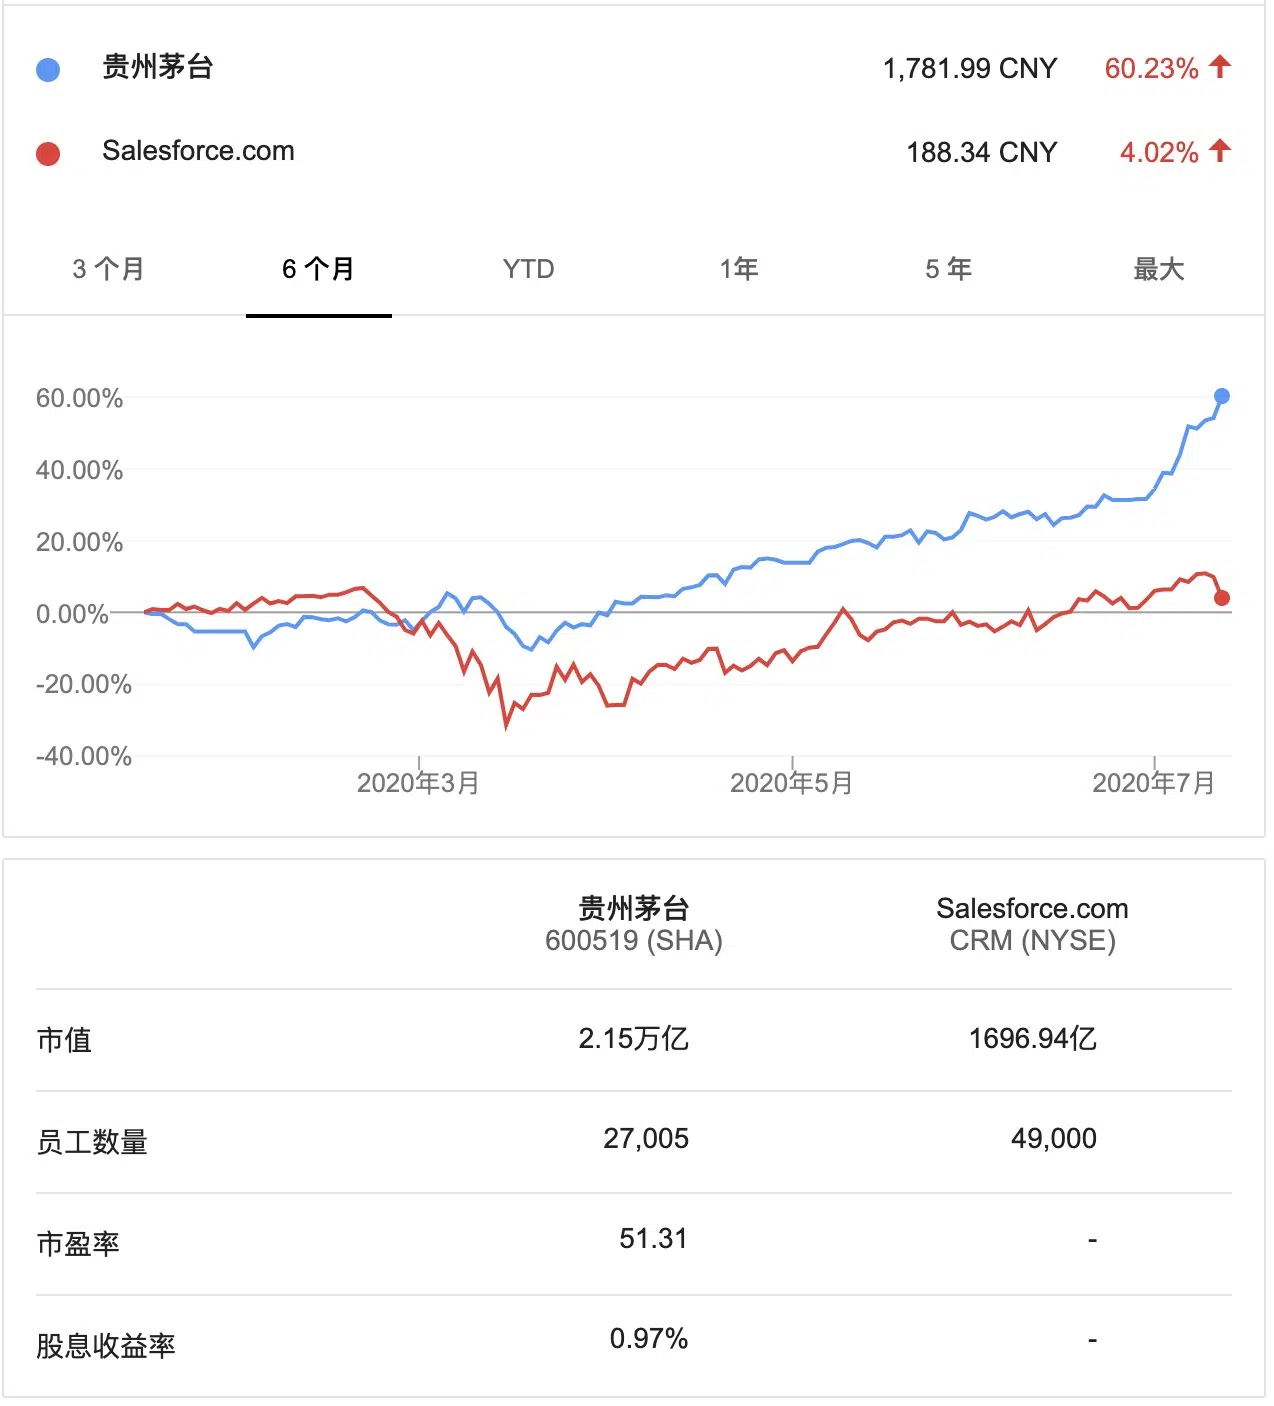 贵州茅台 1,781.99 CNY 60.23%
Salesforce.com 188.34 CNY 4.02%
3 个月 6 个月 YTD 1年 5 年 最大
60.00%
40.00%
20.00%
0.00%
-20.00%
-40.00%
2020年3月 2020年5月 2020年7月
贵州茅台 Salesforce.com
600519 (SHA) CRM (NYSE)
市值 2.15万亿 1696.94亿
员工数量 27,005 49,000
市盈率 51.31 -
股息收益率 0.97% -